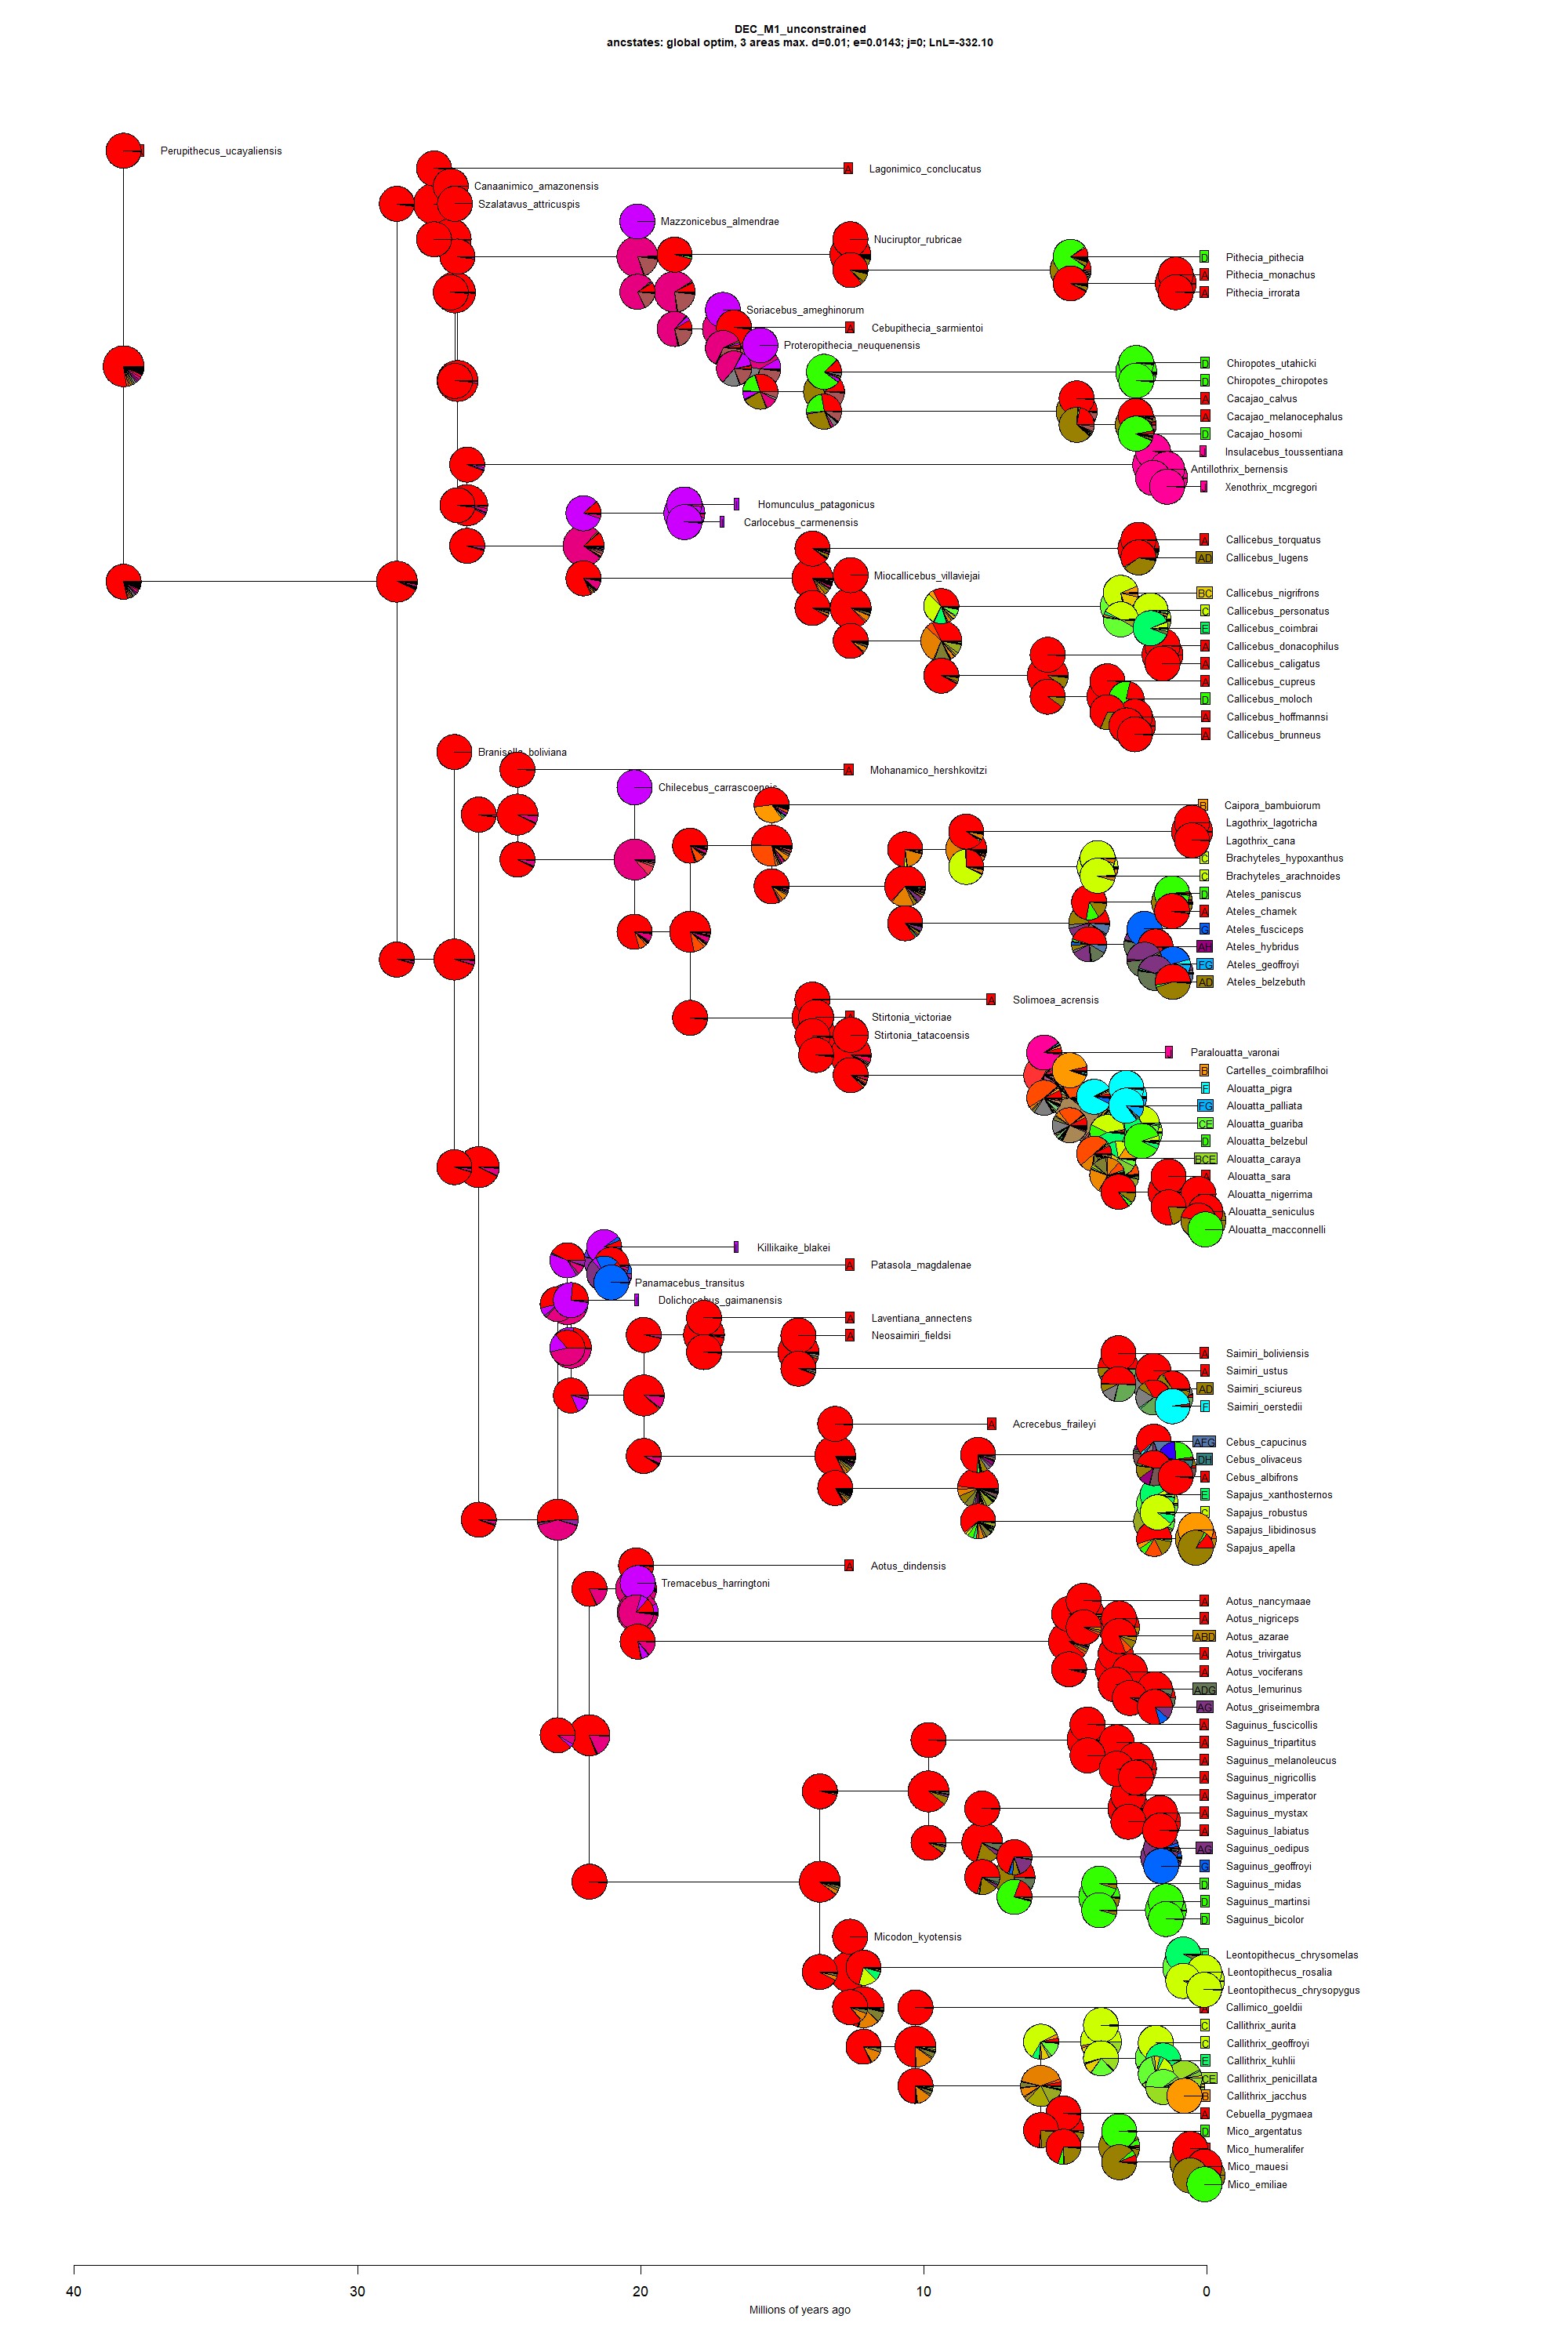 DEC_M1_unconstrained
ancstates: global optim, 3 areas max. d=0.01; e=0.0143; j=0; LnL=-332.10
Perupithecus_ucayaliensis
A Lagonimico_conclucatus
Canaanimico_amazonensis
Szalatavus_attricuspis
Mazzonicebus_almendrae
Nuciruptor_rubricae
D Pithecia_pithecia
A Pithecia_monachus
A Pithecia_irrorata
Soriacebus_ameghinorum
A Cebupithecia_sarmientoi
Proteropithecia_neuquenensis
D Chiropotes_utahicki
D Chiropotes_chiropotes
A Cacajao_calvus
A Cacajao_melanocephalus
D Cacajao_hosomi
Insulacebus_toussentiana
Antillothrix_bernensis
Xenothrix_mcgregori
Homunculus_patagonicus
Carlocebus_carmenensis
A Callicebus_torquatus
AD Callicebus_lugens
Miocallicebus_villaviejai
BC Callicebus_nigrifrons
C Callicebus_personatus
E Callicebus_coimbrai
A Callicebus_donacophilus
A Callicebus_caligatus
A Callicebus_cupreus
D Callicebus_moloch
A Callicebus_hoffmannsi
A Callicebus_brunneus
Branisella_boliviana
A Mohanamico_hershkovitzi
Chilecebus_carrascoensis
B Caipora_bambuiorum
Lagothrix_lagotricha
Lagothrix_cana
C Brachyteles_hypoxanthus
C Brachyteles_arachnoides
D Ateles_paniscus
A Ateles_chamek
G Ateles_fusciceps
AH Ateles_hybridus
FG Ateles_geoffroyi
AD Ateles_belzebuth
A Solimoea_acrensis
Stirtonia_victoriae
Stirtonia_tatacoensis
Paralouatta_varonai
B Cartelles_coimbrafilhoi
F Alouatta_pigra
FG Alouatta_palliata
CE Alouatta_guariba
D Alouatta_belzebul
BCE Alouatta_caraya
Alouatta_sara
Alouatta_nigerrima
Alouatta_seniculus
Alouatta_macconnelli
Killikaike_blakei
A Patasola_magdalenae
Panamacebus_transitus
Dolichocebus_gaimanensis
A Laventiana_annectens
A Neosaimiri_fieldsi
A Saimiri_boliviensis
A Saimiri_ustus
AD Saimiri_sciureus
F Saimiri_oerstedii
A Acrecebus_fraileyi
AFG Cebus_capucinus
DH Cebus_olivaceus
A Cebus_albifrons
E Sapajus_xanthosternos
C Sapajus_robustus
Sapajus_libidinosus
Sapajus_apella
A Aotus_dindensis
Tremacebus_harringtoni
A Aotus_nancymaae
A Aotus_nigriceps
ABD Aotus_azarae
A Aotus_trivirgatus
A Aotus_vociferans
ADG Aotus_lemurinus
AG Aotus_griseimembra
A Saguinus_fuscicollis
A Saguinus_tripartitus
A Saguinus_melanoleucus
A Saguinus_nigricollis
A Saguinus_imperator
A Saguinus_mystax
A Saguinus_labiatus
AG Saguinus_oedipus
G Saguinus_geoffroyi
D Saguinus_midas
D Saguinus_martinsi
D Saguinus_bicolor
Micodon_kyotensis
Leontopithecus_chrysomelas
Leontopithecus_rosalia
Leontopithecus_chrysopygus
Callimico_goeldii
C Callithrix_aurita
C Callithrix_geoffroyi
E Callithrix_kuhlii
CE Callithrix_penicillata
B Callithrix_jacchus
A Cebuella_pygmaea
D Mico_argentatus
Mico_humeralifer
Mico_mauesi
Mico_emiliae
40 30 20 10 0
Millions of years ago